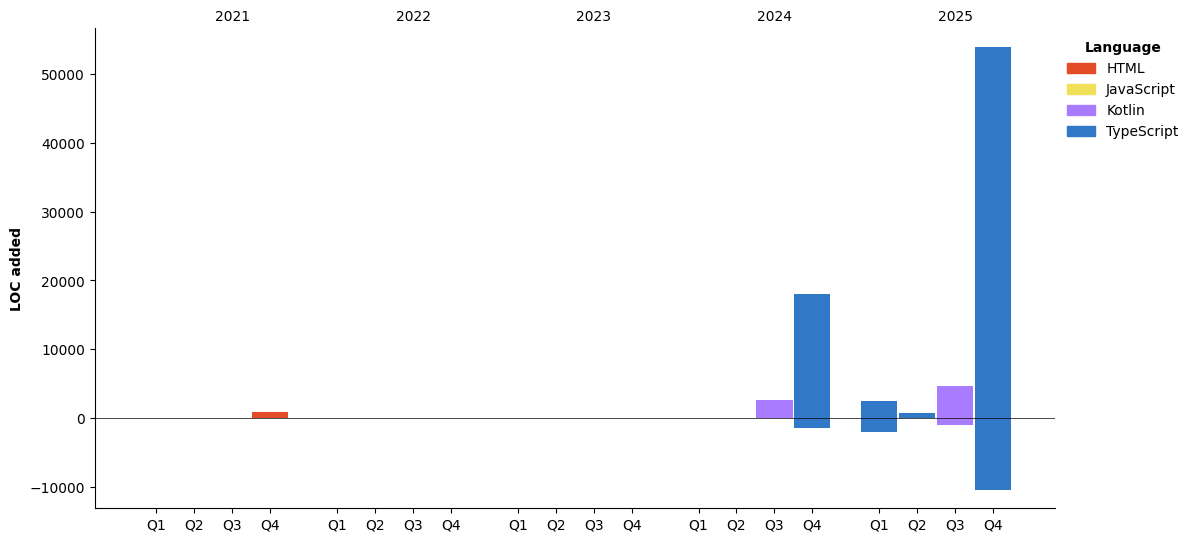 2021 2022 2023 2024 2025
Language
HTML
JavaScript
Kotlin
TypeScript
LOC added
50000
40000
30000
20000
10000
0
−10000
Q1 Q2 Q3 Q4 Q1 Q2 Q3 Q4 Q1 Q2 Q3 Q4 Q1 Q2 Q3 Q4 Q1 Q2 Q3 Q4